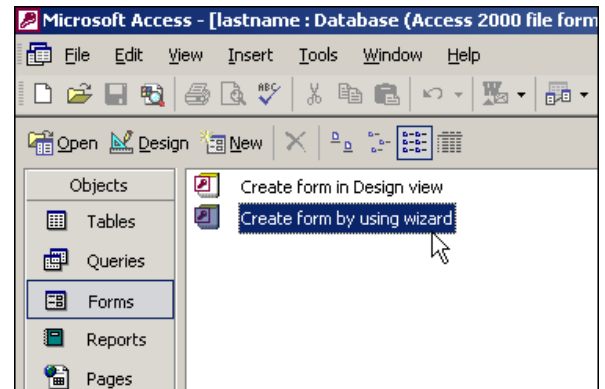 Microsoft Access - [lastname : Database (Access 2000 file form
File Edit View Insert Tools Window Help
ABC
W
Open Design New
Objects
Create form in Design view
Tables
Create form by using wizard
Queries
Forms
Reports
Pages